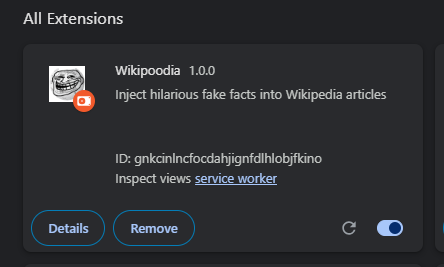 All Extensions
Wikipoodia 1.0.0
Inject hilarious fake facts into Wikipedia articles
ID: gnkcinlncfocdahjignfdlhlobjfkino
Inspect views service worker
Details Remove